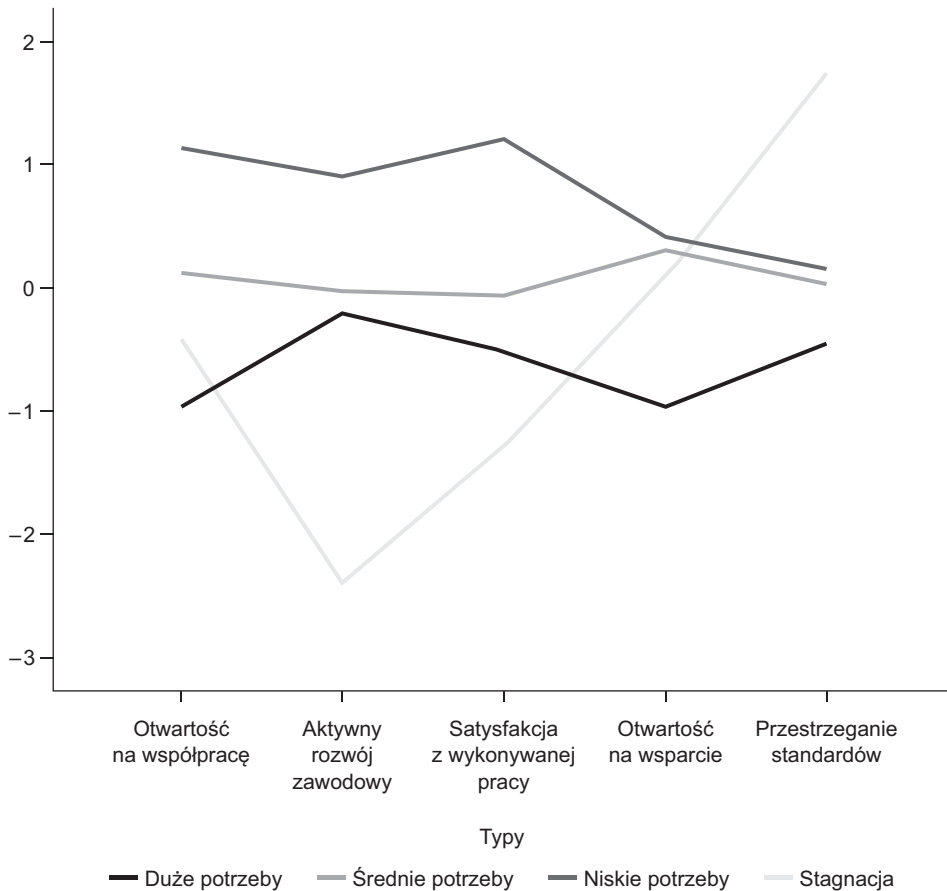 2
1
0
–1
–2
–3
Otwartość
na współpracę
Aktywny
rozwój
zawodowy
Satysfakcja
z wykonywanej
pracy
Otwartość
na wsparcie
Przestrzeganie
standardów
Typy
Duże potrzeby Średnie potrzeby Niskie potrzeby Stagnacja